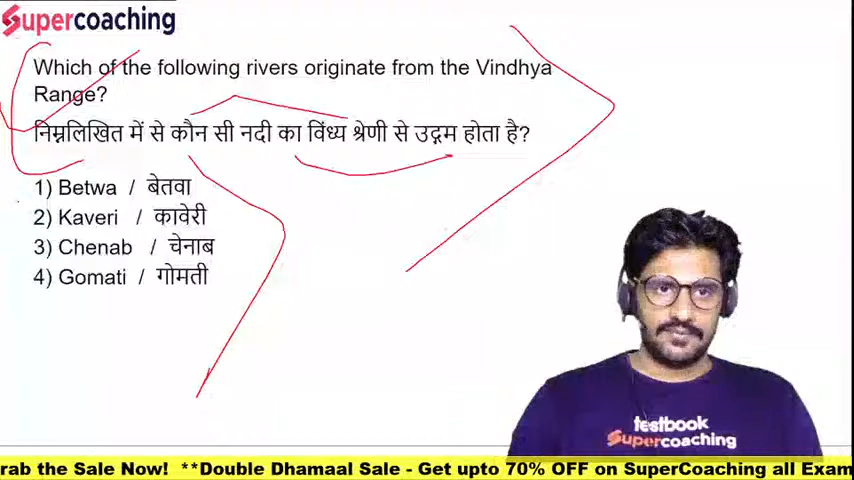 Supercoaching
Which of the following rivers originate from the Vindhya
Range?
निम्नलिखित में से कौन सी नदी का विंध्य श्रेणी से उद्गम होता है?
1) Betwa / बेतवा
2) Kaveri / कावेरी
3) Chenab / चेनाब
4) Gomati / गोमती
testbook
Supercoaching
rab the Sale Now! **Double Dhamaal Sale - Get upto 70% OFF on SuperCoaching all Exam